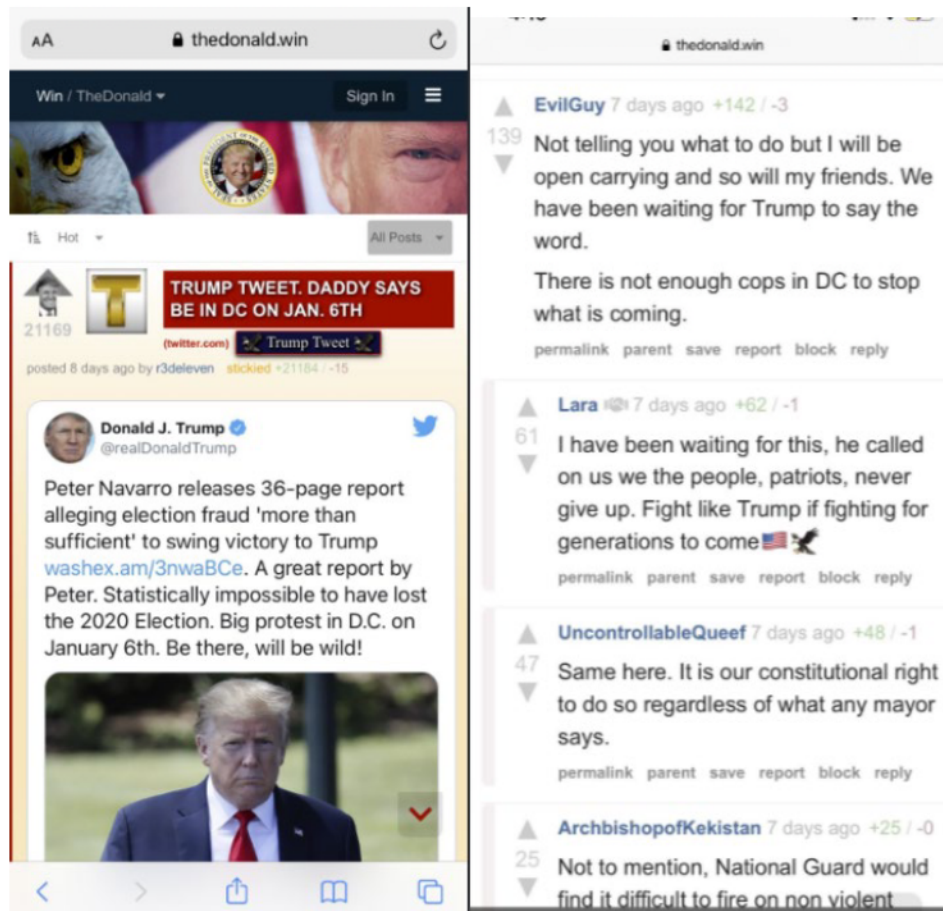 AA thedonald.win
Win / TheDonald
Sign In
Hot
All Posts
21169
T
TRUMP TWEET. DADDY SAYS
BE IN DC ON JAN. 6TH
(twitter.com) Trump Tweet
posted 8 days ago by r3deleven stickied +21184 / -15
Donald J. Trump
@realDonaldTrump
Peter Navarro releases 36-page report
alleging election fraud 'more than
sufficient' to swing victory to Trump
washex.am/3nwaBCe. A great report by
Peter. Statistically impossible to have lost
the 2020 Election. Big protest in D.C. on
January 6th. Be there, will be wild!
thedonald.win
EvilGuy 7 days ago +142 / -3
139
Not telling you what to do but I will be
open carrying and so will my friends. We
have been waiting for Trump to say the
word.
There is not enough cops in DC to stop
what is coming.
permalink parent save report block reply
Lara 7 days ago +62 / -1
61
I have been waiting for this, he called
on us we the people, patriots, never
give up. Fight like Trump if fighting for
generations to come
permalink parent save report block reply
UncontrollableQueef 7 days ago +48 / -1
47
Same here. It is our constitutional right
to do so regardless of what any mayor
says.
permalink parent save report block reply
ArchbishopofKekistan 7 days ago +25 / -0
25
Not to mention, National Guard would
find it difficult to fire on non violent